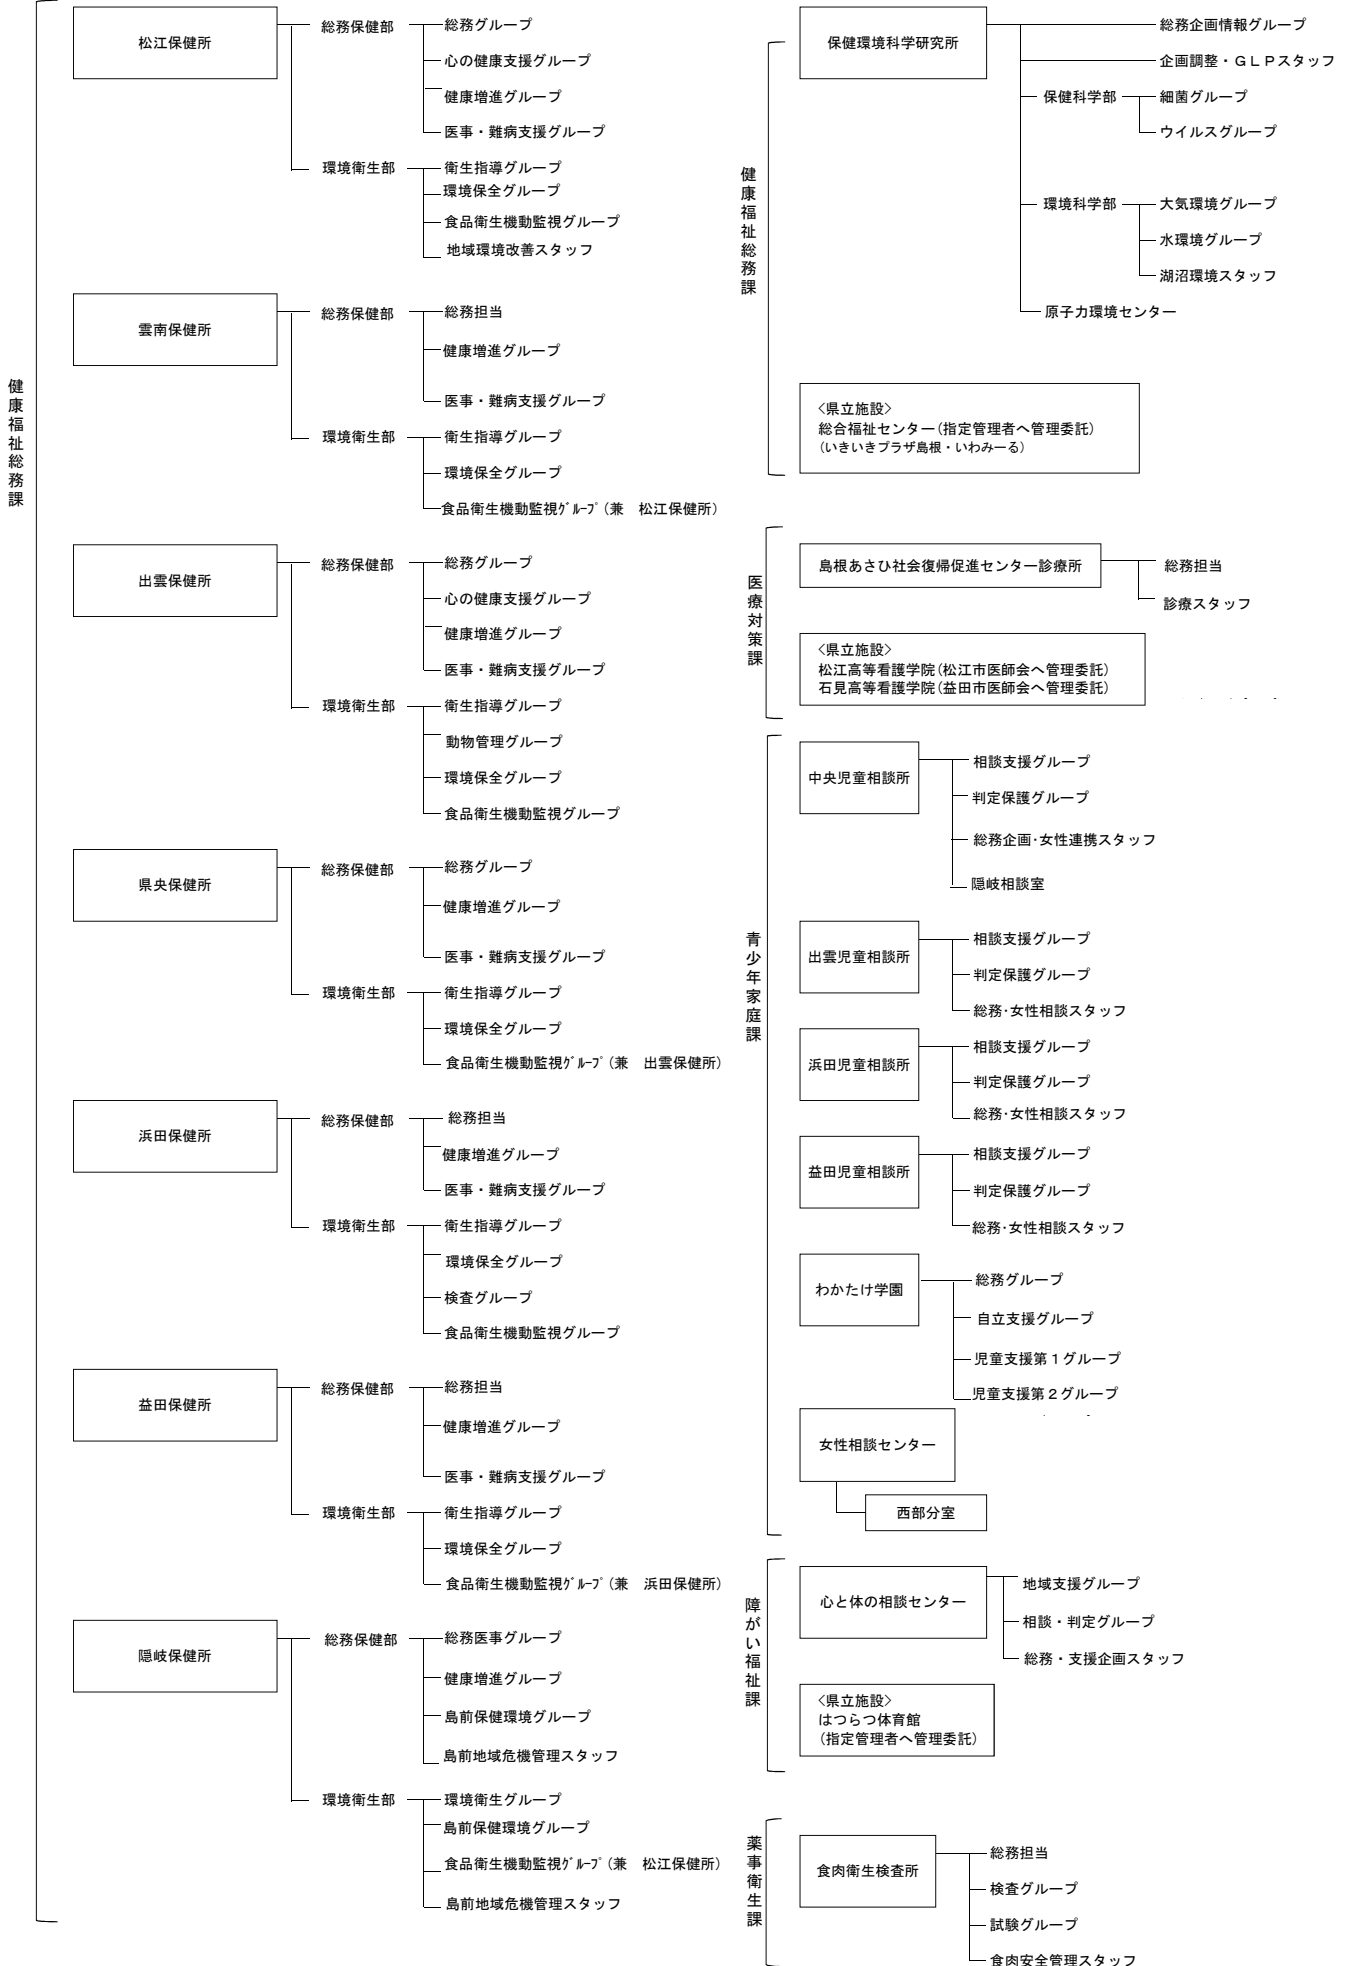 健康福祉総務課
松江保健所
総務保健部
総務グループ
心の健康支援グループ
健康増進グループ
医事・難病支援グループ
環境衛生部
衛生指導グループ
環境保全グループ
食品衛生機動監視グループ
地域環境改善スタッフ
雲南保健所
総務保健部
総務担当
健康増進グループ
医事・難病支援グループ
環境衛生部
衛生指導グループ
環境保全グループ
食品衛生機動監視ｸﾞﾙｰﾌﾟ（兼　松江保健所）
出雲保健所
総務保健部
総務グループ
心の健康支援グループ
健康増進グループ
医事・難病支援グループ
環境衛生部
衛生指導グループ
動物管理グループ
環境保全グループ
食品衛生機動監視グループ
県央保健所
総務保健部
総務グループ
健康増進グループ
医事・難病支援グループ
環境衛生部
衛生指導グループ
環境保全グループ
食品衛生機動監視ｸﾞﾙｰﾌﾟ（兼　出雲保健所）
浜田保健所
総務保健部
総務担当
健康増進グループ
医事・難病支援グループ
環境衛生部
衛生指導グループ
環境保全グループ
検査グループ
食品衛生機動監視グループ
益田保健所
総務保健部
総務担当
健康増進グループ
医事・難病支援グループ
環境衛生部
衛生指導グループ
環境保全グループ
食品衛生機動監視ｸﾞﾙｰﾌﾟ（兼　浜田保健所）
隠岐保健所
総務保健部
総務医事グループ
健康増進グループ
島前保健環境グループ
島前地域危機管理スタッフ
環境衛生部
環境衛生グループ
島前保健環境グループ
食品衛生機動監視ｸﾞﾙｰﾌﾟ（兼　松江保健所）
島前地域危機管理スタッフ
健康福祉総務課
保健環境科学研究所
総務企画情報グループ
企画調整・ＧＬＰスタッフ
保健科学部
細菌グループ
ウイルスグループ
環境科学部
大気環境グループ
水環境グループ
湖沼環境スタッフ
原子力環境センター
＜県立施設＞
総合福祉センター（指定管理者へ管理委託）
（いきいきプラザ島根・いわみーる）
医療対策課
島根あさひ社会復帰促進センター診療所
総務担当
診療スタッフ
＜県立施設＞
松江高等看護学院（松江市医師会へ管理委託）
石見高等看護学院（益田市医師会へ管理委託）
青少年家庭課
中央児童相談所
相談支援グループ
判定保護グループ
総務企画･女性連携スタッフ
隠岐相談室
出雲児童相談所
相談支援グループ
判定保護グループ
総務･女性相談スタッフ
浜田児童相談所
相談支援グループ
判定保護グループ
総務･女性相談スタッフ
益田児童相談所
相談支援グループ
判定保護グループ
総務･女性相談スタッフ
わかたけ学園
総務グループ
自立支援グループ
児童支援第１グループ
児童支援第２グループ
女性相談センター
西部分室
障がい福祉課
心と体の相談センター
地域支援グループ
相談・判定グループ
総務・支援企画スタッフ
＜県立施設＞
はつらつ体育館
（指定管理者へ管理委託）
薬事衛生課
食肉衛生検査所
総務担当
検査グループ
試験グループ
食肉安全管理スタッフ